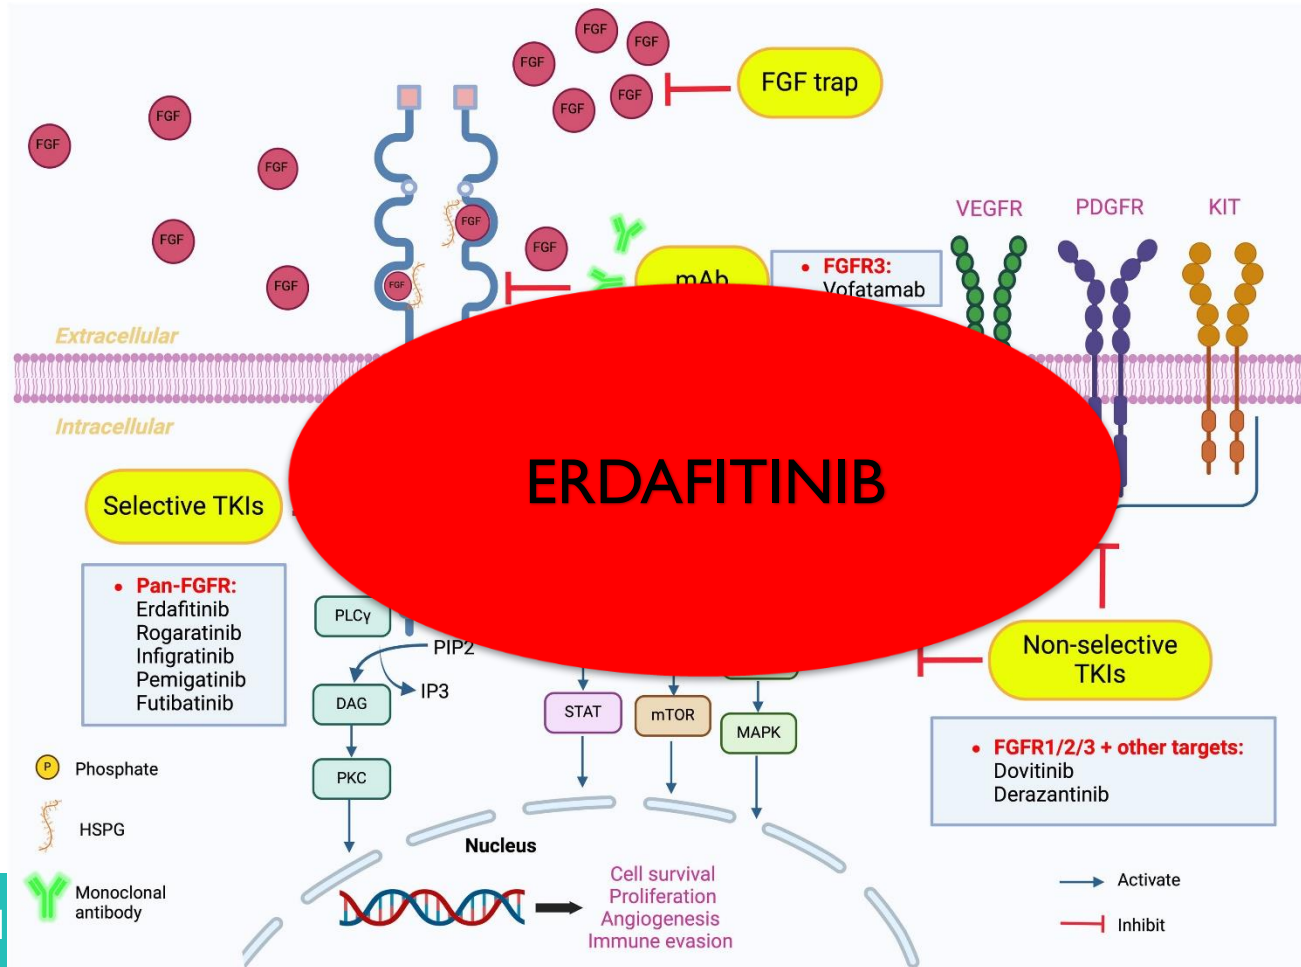 FGF
FGF
FGF
FGF
FGF
FGF trap
FGF
FGF
FGF
FGF
FGF
FGF
FGF
FGF
FGF
VEGFR
PDGFR
KIT
mAb
• FGFR3:
Vofatamab
Extracellular
Intracellular
ERDAFITINIB
Selective TKIs
• Pan-FGFR:
Erdafitinib
Rogaratinib
Infigratinib
Pemigatinib
Futibatinib
PLCγ
PIP2
IP3
DAG
PKC
STAT
mTOR
MAPK
Non-selective
TKIs
• FGFR1/2/3 + other targets:
Dovitinib
Derazantinib
P
Phosphate
HSPG
Monoclonal
antibody
Nucleus
Cell survival
Proliferation
Angiogenesis
Immune evasion
Activate
Inhibit